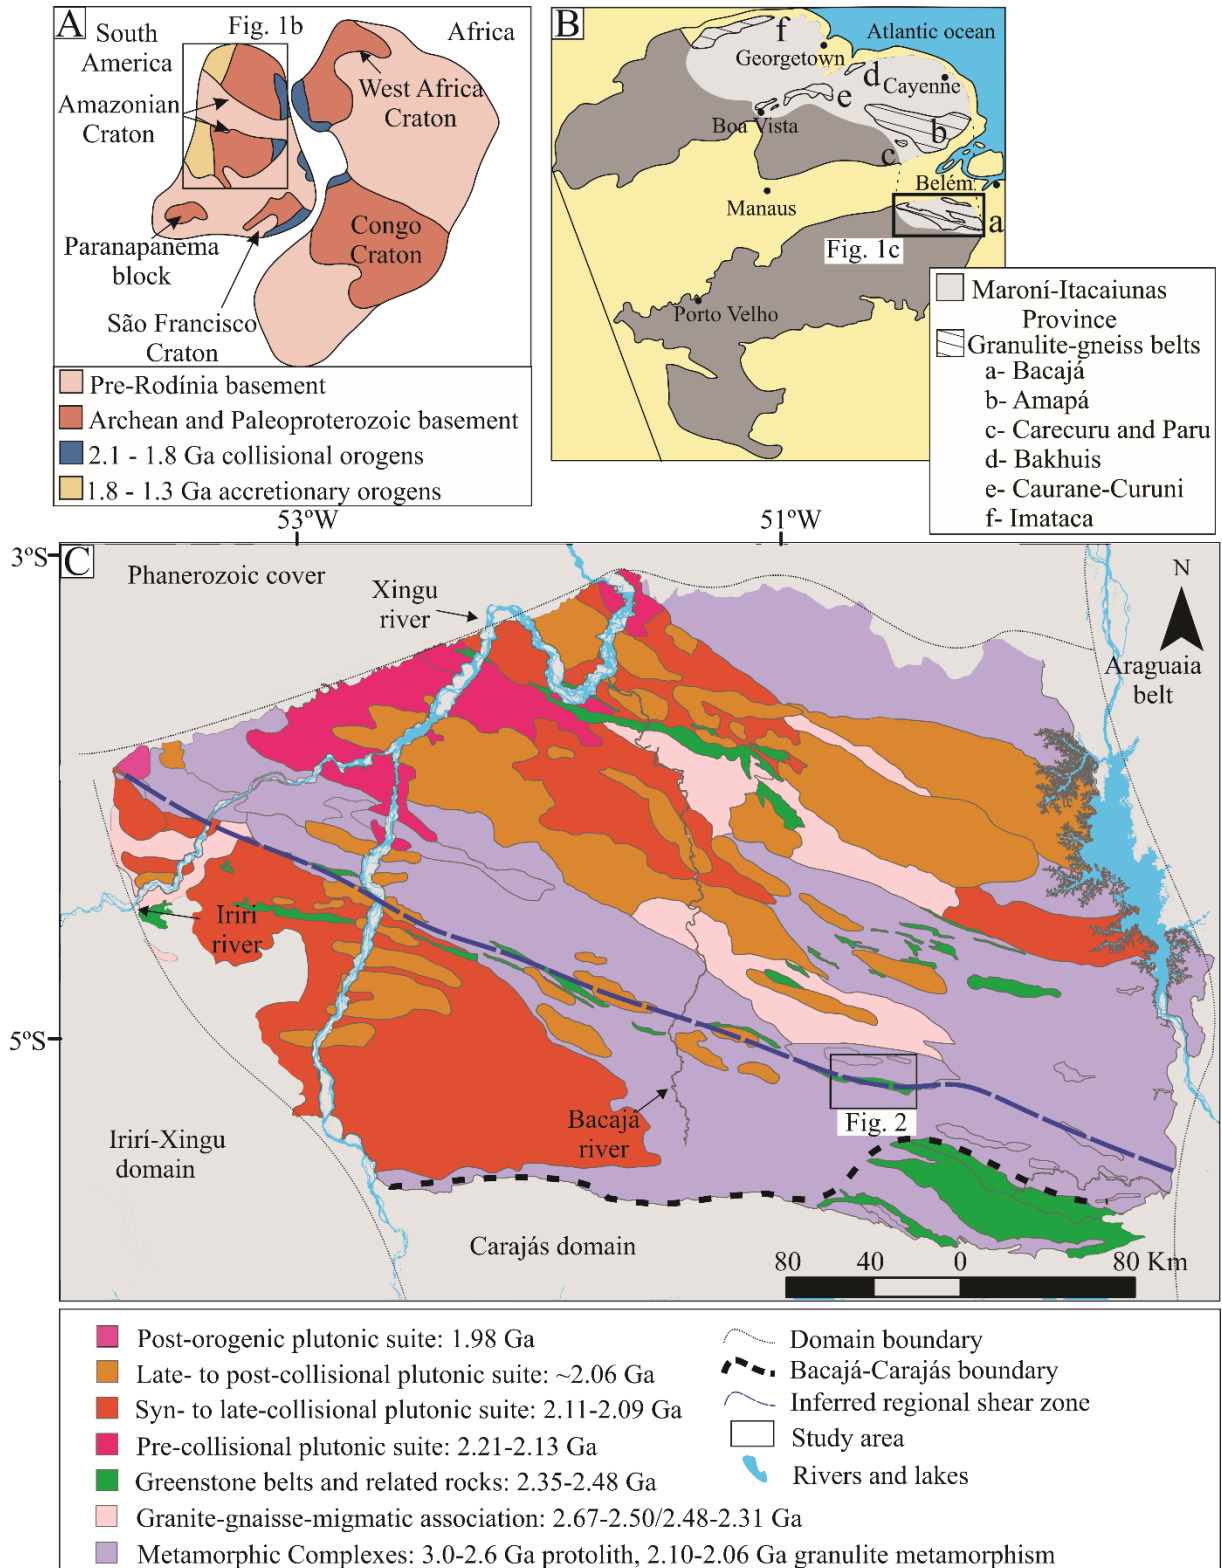 A
South
America
Fig. 1b
Africa
West Africa
Craton
Amazonian
Craton
Congo
Craton
Paranapanema
block
São Francisco
Craton
Pre-Rodínia basement
Archean and Paleoproterozoic basement
2.1 - 1.8 Ga collisional orogens
1.8 - 1.3 Ga accretionary orogens
B
f
Atlantic ocean
Georgetown
d
Cayenne
e
Boa Vista
b
c
Belém
Manaus
a
Fig. 1c
Porto Velho
Maroní-Itacaiunas
Province
Granulite-gneiss belts
a- Bacajá
b- Amapá
c- Carecuru and Paru
d- Bakhuis
e- Caurane-Curuni
f- Imataca
53ºW
51ºW
3ºS
C
Phanerozoic cover
Xingu
river
N
Araguaia
belt
Iriri
river
5ºS
Bacajá
river
Fig. 2
Irirí-Xingu
domain
Carajás domain
80 40 0 80 Km
Post-orogenic plutonic suite: 1.98 Ga
Late- to post-collisional plutonic suite: ~2.06 Ga
Syn- to late-collisional plutonic suite: 2.11-2.09 Ga
Pre-collisional plutonic suite: 2.21-2.13 Ga
Greenstone belts and related rocks: 2.35-2.48 Ga
Granite-gnaisse-migmatic association: 2.67-2.50/2.48-2.31 Ga
Metamorphic Complexes: 3.0-2.6 Ga protolith, 2.10-2.06 Ga granulite metamorphism
Domain boundary
Bacajá-Carajás boundary
Inferred regional shear zone
Study area
Rivers and lakes